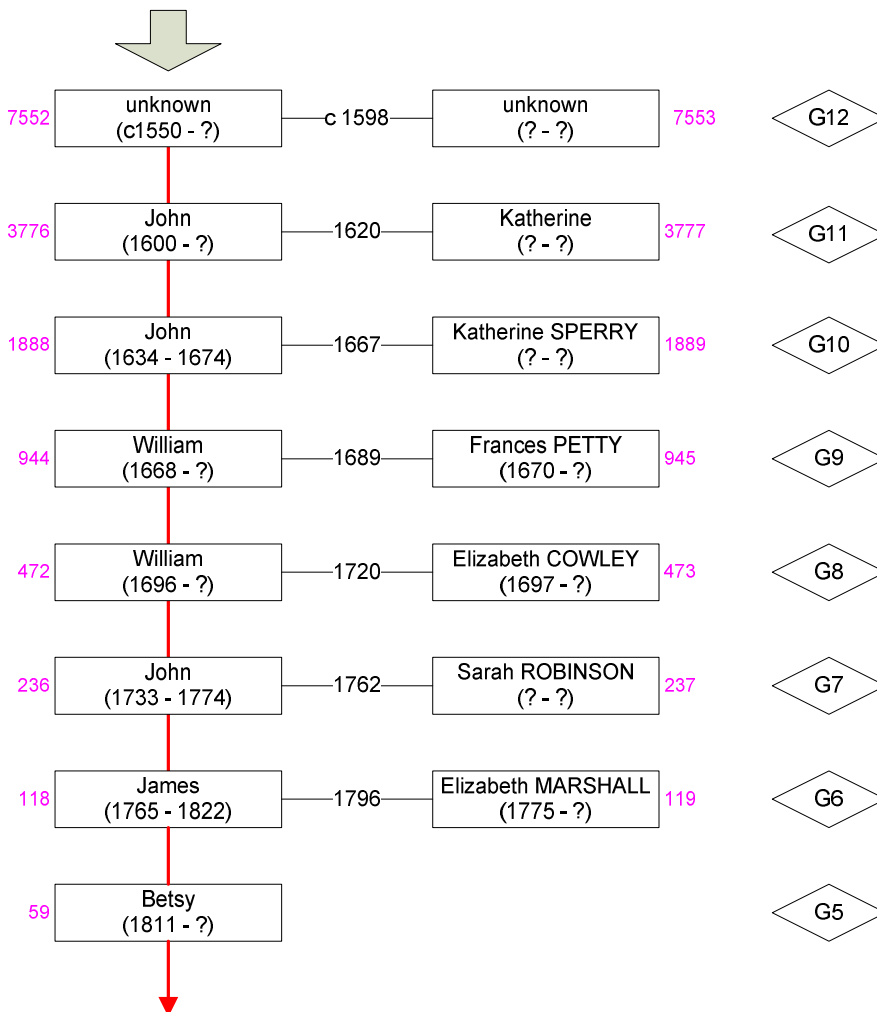 unknown
7552 c 1598 unknown 7553 G12
(c1550 - ?) (? - ?)
John Katherine
3776 1620 3777 G11
(1600 - ?) (? - ?)
John Katherine SPERRY
1888 1667 1889 G10
(1634 - 1674) (? - ?)
William Frances PETTY
944 1689 945 G9
(1668 - ?) (1670 - ?)
William Elizabeth COWLEY
472 1720 473 G8
(1696 - ?) (1697 - ?)
John Sarah ROBINSON
236 1762 237 G7
(1733 - 1774) (? - ?)
James Elizabeth MARSHALL
118 1796 119 G6
(1765 - 1822) (1775 - ?)
Betsy
59 G5
(1811 - ?)